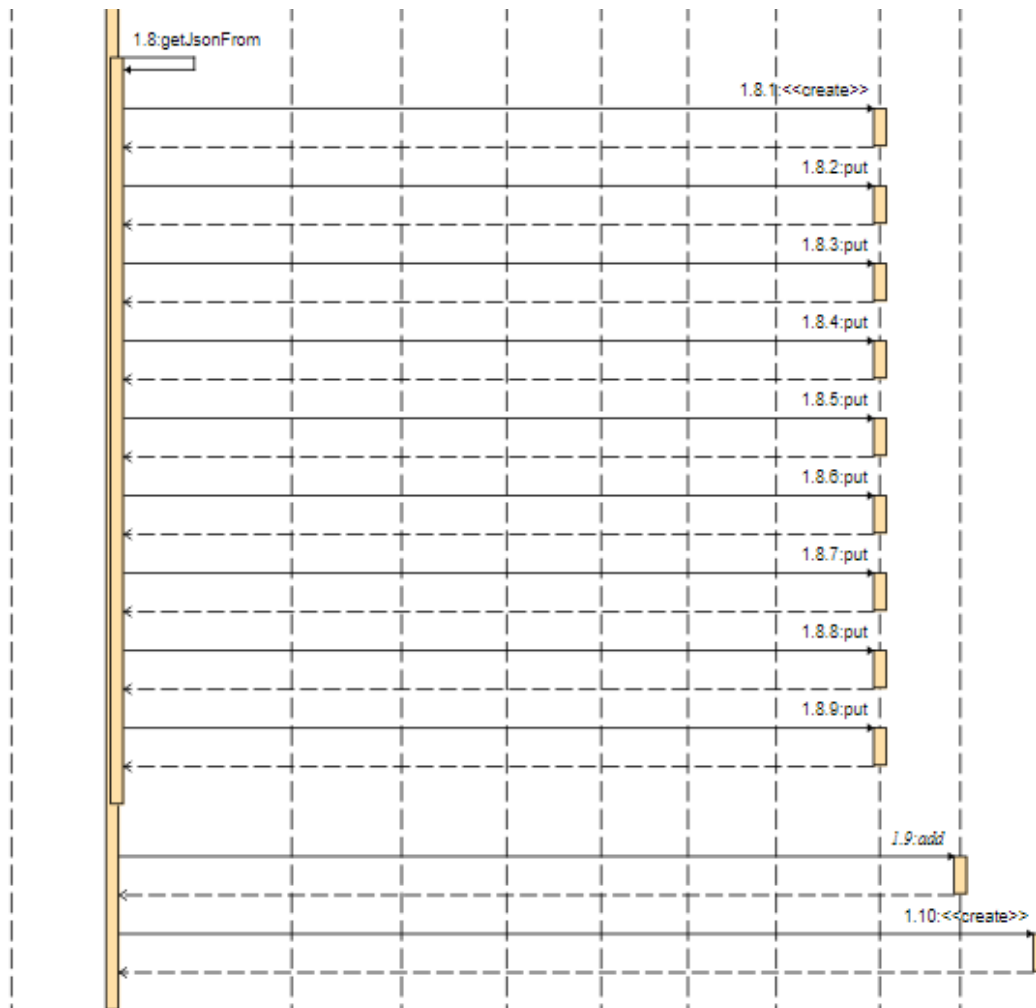 1.8:getJsonFrom
1.8.1:<<create>>
1.8.2:put
1.8.3:put
1.8.4:put
1.8.5:put
1.8.6:put
1.8.7:put
1.8.8:put
1.8.9:put
1.9:add
1.10:<<create>>